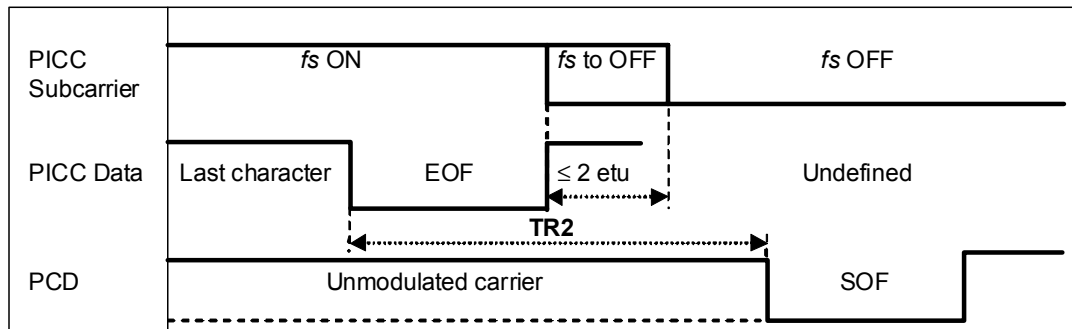 PICC Subcarrier
fs ON
fs to OFF
fs OFF
PICC Data
Last character
EOF
≤ 2 etu
Undefined
TR2
PCD
Unmodulated carrier
SOF